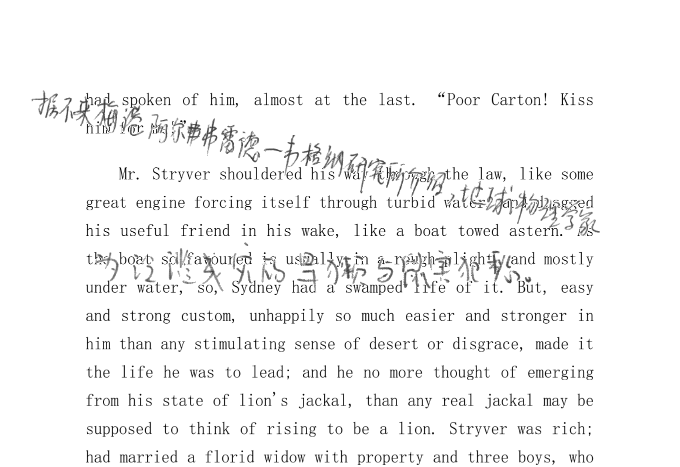 had spoken of him, almost at the last. “Poor Carton! Kiss
him for me!”
据不来梅港阿尔弗雷德—韦格纳研究所介绍,地球物理学家
Mr. Stryver shouldered his way through the law, like some
great engine forcing itself through turbid water, and dragged
his useful friend in his wake, like a boat towed astern. As
the boat so favoured is usually in a rough plight, and mostly
under water, so, Sydney had a swamped life of it. But, easy
and strong custom, unhappily so much easier and stronger in
him than any stimulating sense of desert or disgrace, made it
the life he was to lead; and he no more thought of emerging
from his state of lion's jackal, than any real jackal may be
supposed to think of rising to be a lion. Stryver was rich;
had married a florid widow with property and three boys, who